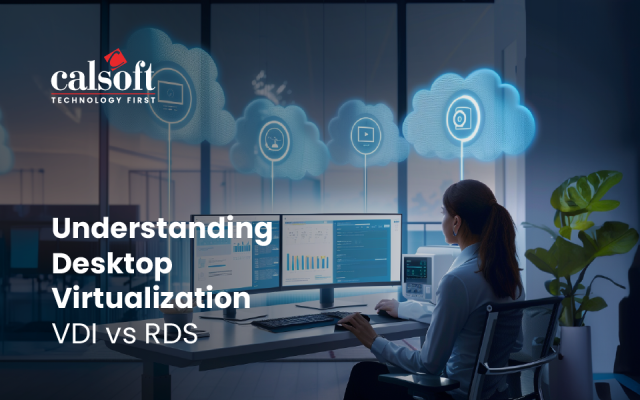 calsoft
TECHNOLOGY FIRST
Understanding
Desktop
Virtualization
VDI vs RDS